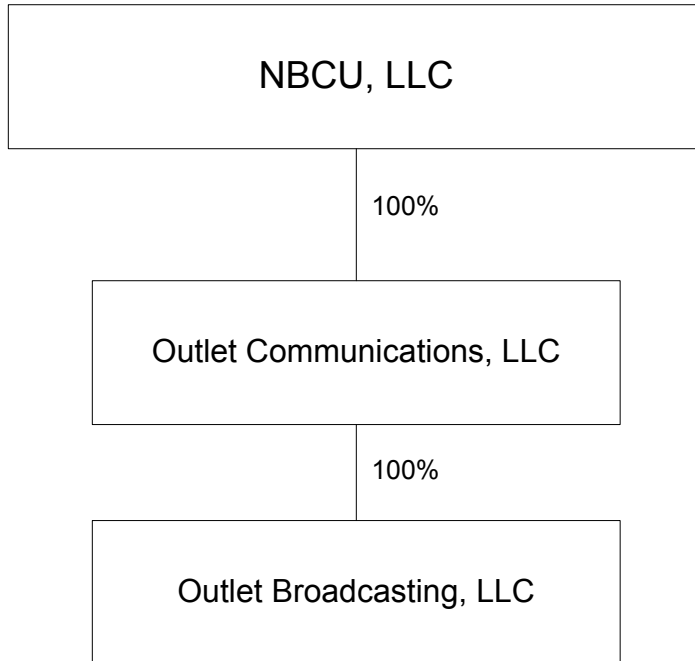 NBCU, LLC
100%
Outlet Communications, LLC
100%
Outlet Broadcasting, LLC